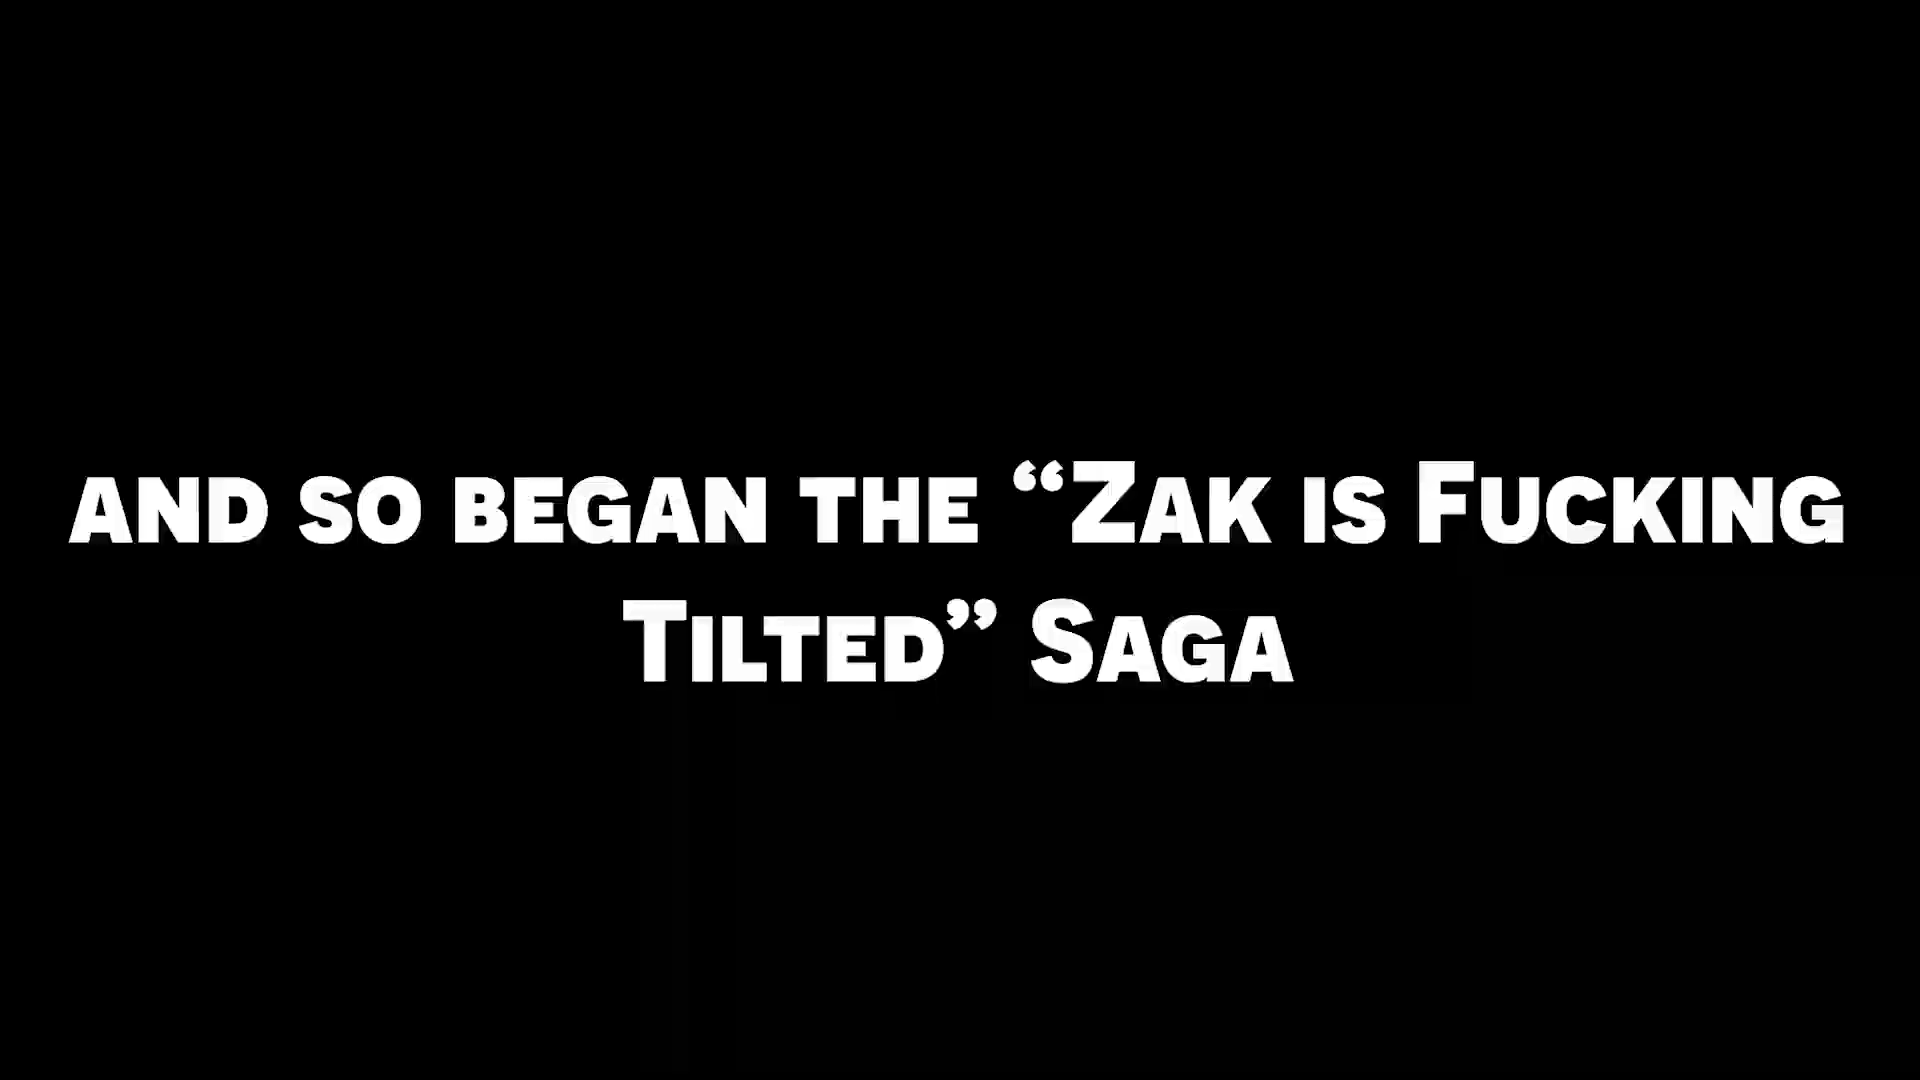 and so began the “Zak is Fucking
Tilted” Saga